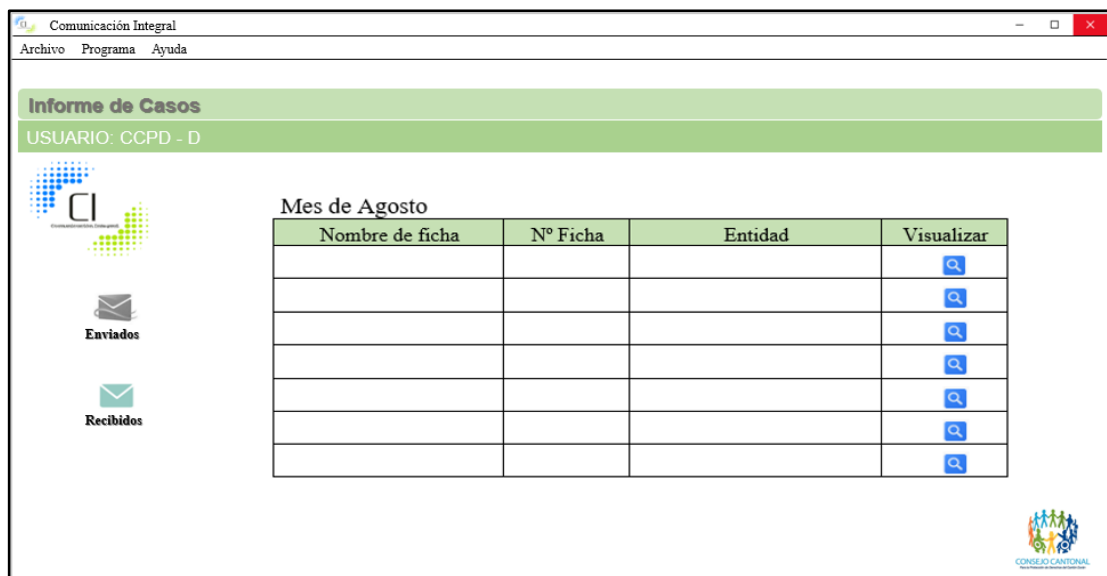 Comunicación Integral
Archivo Programa Ayuda
Informe de Casos
USUARIO: CCPD - D
CI
Mes de Agosto
Nombre de ficha Nº Ficha Entidad Visualizar
Enviados
Recibidos
CONSEJO CANTONAL